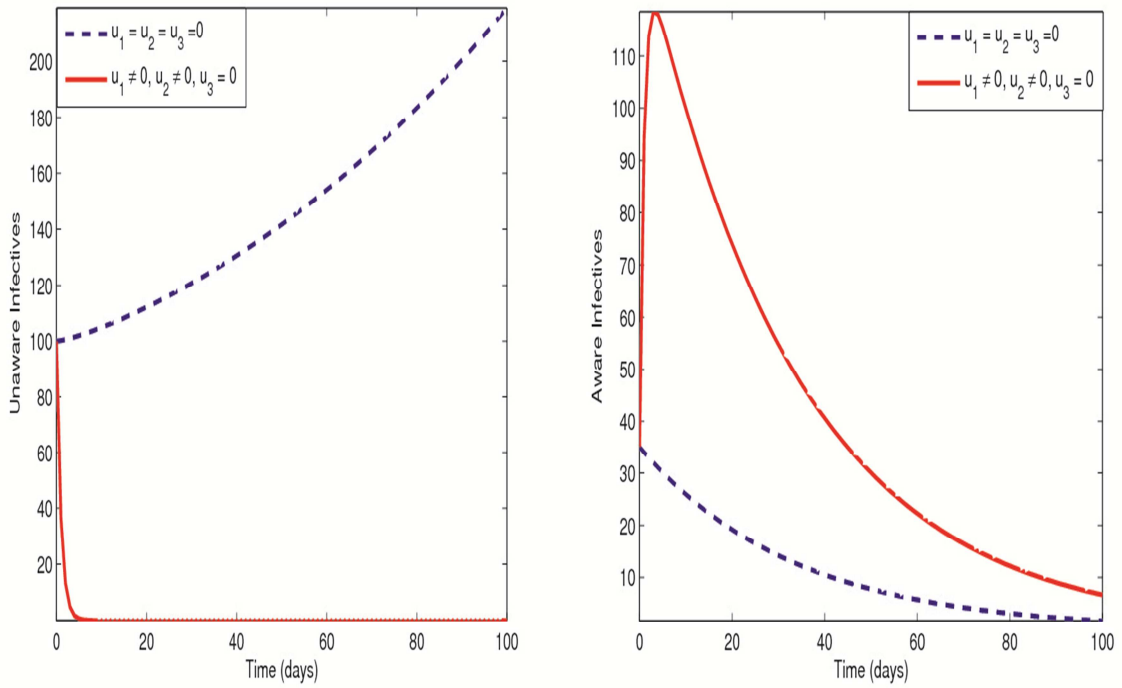 u₁ = u₂ = u₃ =0
u₁ ≠ 0, u₂ ≠ 0, u₃ = 0
200
180
160
140
120
100
80
60
40
20
0 20 40 60 80 100
Unaware Infectives
Time (days)
u₁ = u₂ = u₃ =0
u₁ ≠ 0, u₂ ≠ 0, u₃ = 0
110
100
90
80
70
60
50
40
30
20
10
0 20 40 60 80 100
Aware Infectives
Time (days)